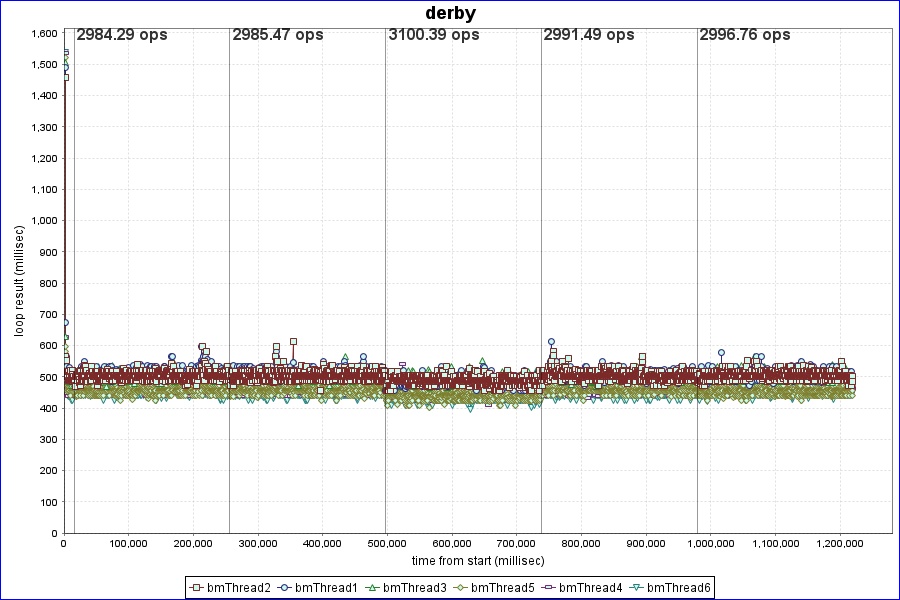 derby
2984.29 ops 2985.47 ops 3100.39 ops 2991.49 ops 2996.76 ops
1,600
1,500
1,400
1,300
1,200
1,100
1,000
900
800
700
600
500
400
300
200
100
0
loop result (millisec)
0 100,000 200,000 300,000 400,000 500,000 600,000 700,000 800,000 900,000 1,000,000 1,100,000 1,200,000
time from start (millisec)
bmThread2 bmThread1 bmThread3 bmThread5 bmThread4 bmThread6